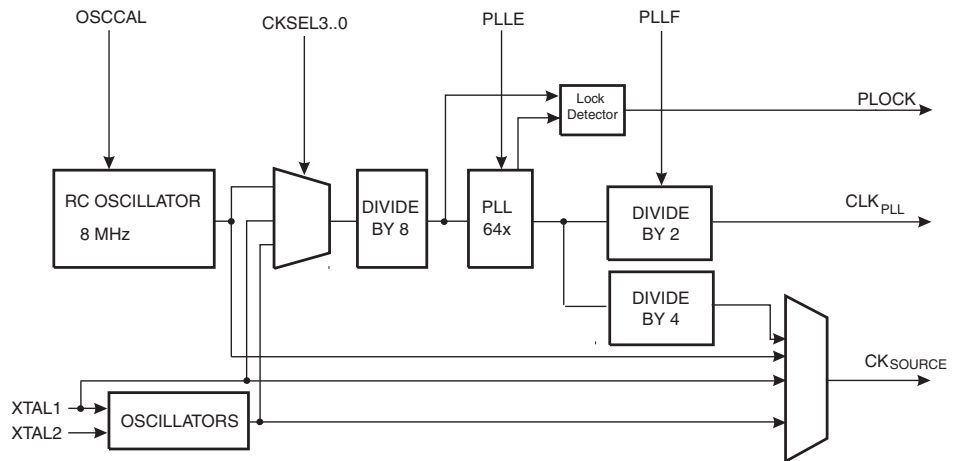 OSCCAL
CKSEL3..0
PLLE
PLLF
Lock
Detector
PLOCK
RC OSCILLATOR
8 MHz
DIVIDE
BY 8
PLL
64x
DIVIDE
BY 2
CLKPLL
DIVIDE
BY 4
CKSOURCE
XTAL1
XTAL2
OSCILLATORS